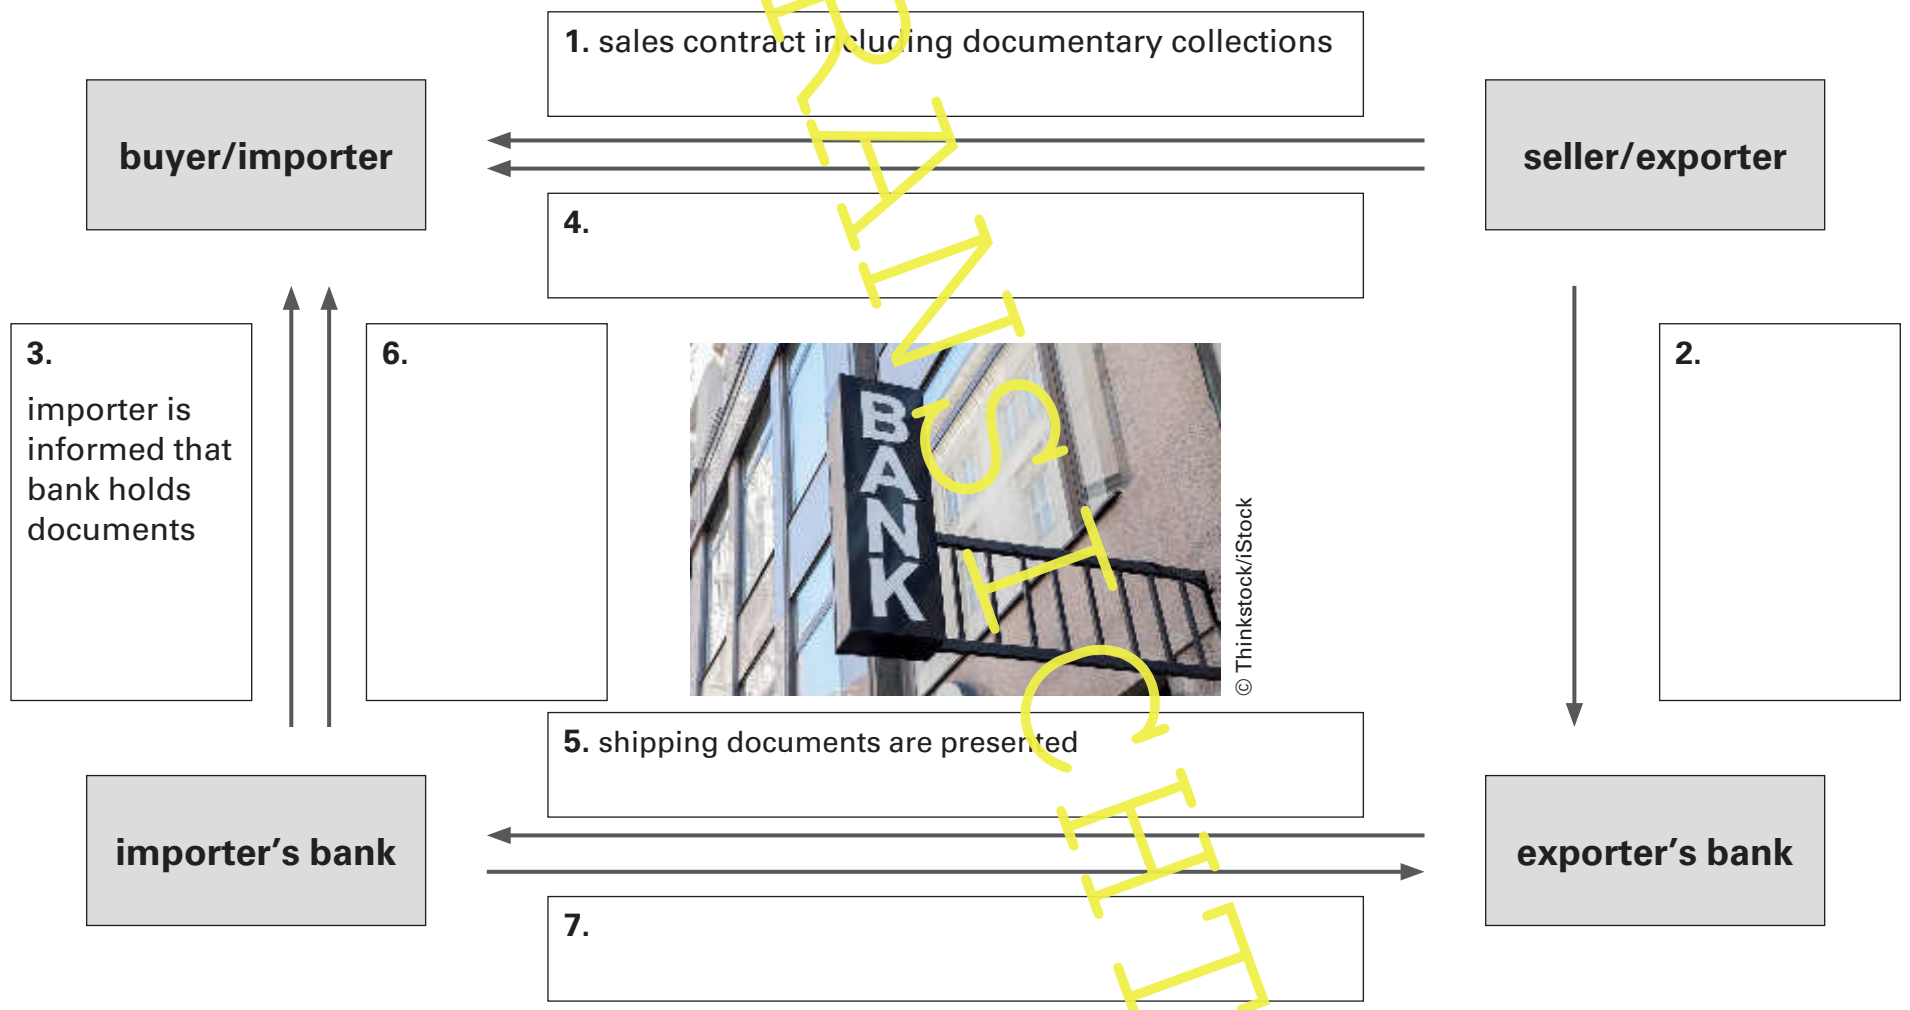 1. sales contract including documentary collections
buyer/importer
seller/exporter
4.
3.
importer is
informed that
bank holds
documents
6.
2.
BANK
© Thinkstock/iStock
5. shipping documents are presented
importer's bank
exporter's bank
7.
RANSICHT